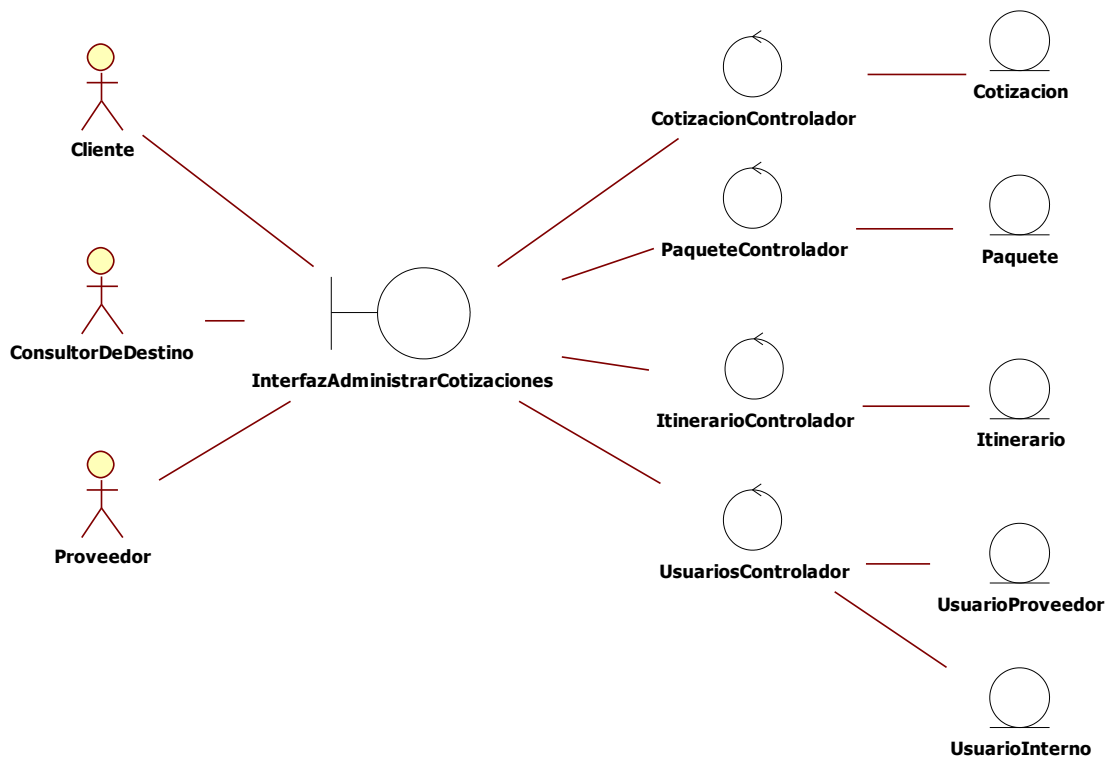 Cliente
ConsultorDeDestino
Proveedor
InterfazAdministrarCotizaciones
CotizacionControlador
PaqueteControlador
ItinerarioControlador
UsuariosControlador
Cotizacion
Paquete
Itinerario
UsuarioProveedor
UsuarioInterno